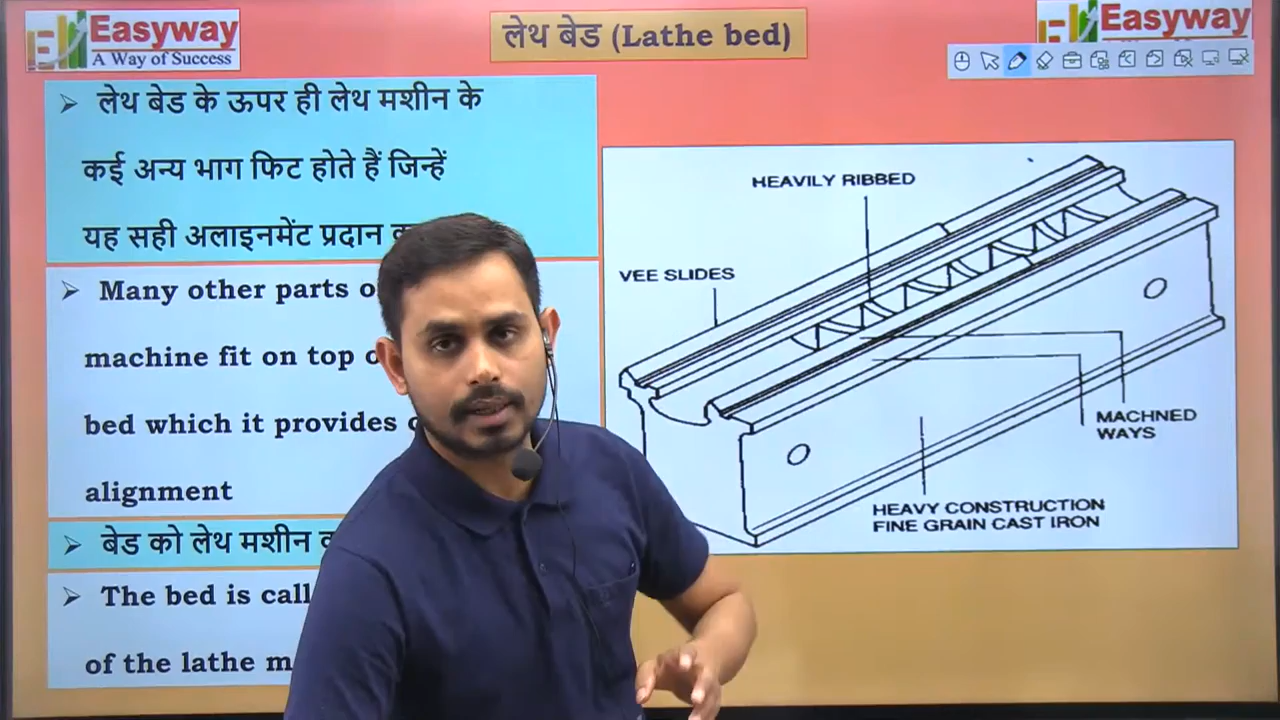 Easyway
A Way of Success
लेथ बेड (Lathe bed)
Easyway
लेथ बेड के ऊपर ही लेथ मशीन के
कई अन्य भाग फिट होते हैं जिन्हें
यह सही अलाइनमेंट प्रदान
Many other parts
machine fit on top
bed which it provides
alignment
बेड को लेथ मशीन
The bed is
of the lathe
HEAVILY RIBBED
VEE SLIDES
MACHNED
WAYS
HEAVY CONSTRUCTION
FINE GRAIN CAST IRON